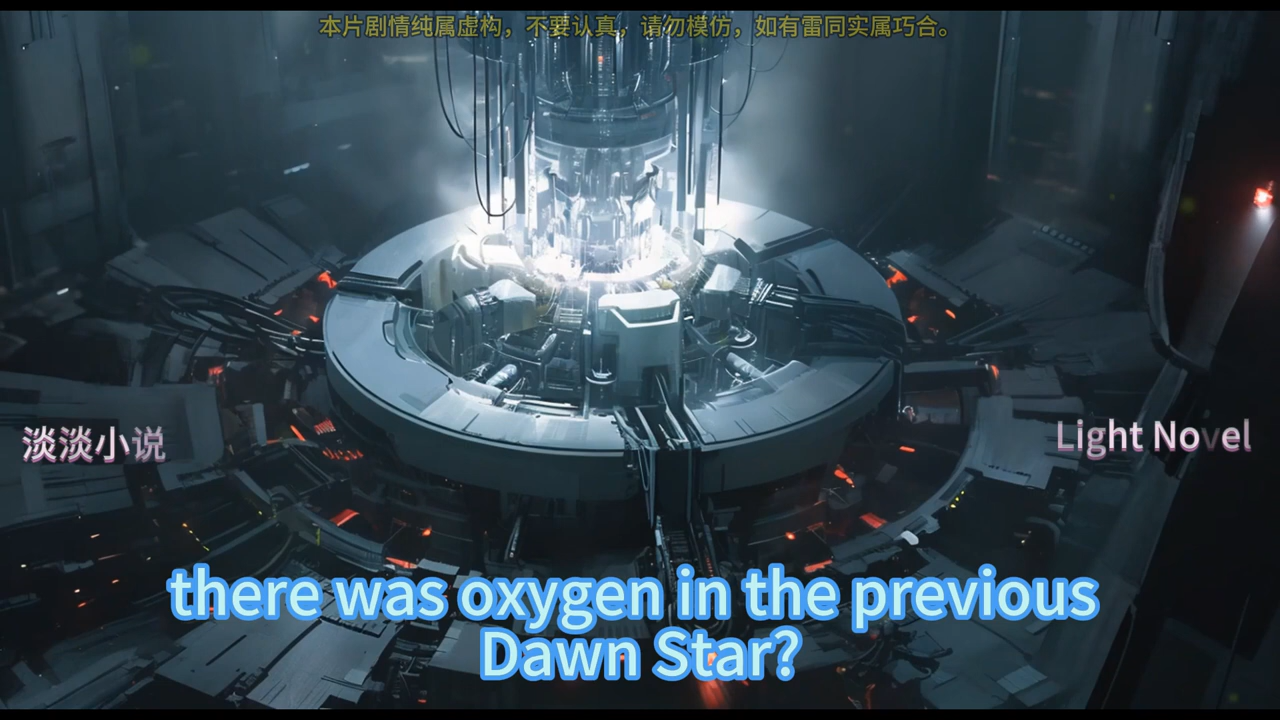 本片剧情纯属虚构，不要认真，请勿模仿，如有雷同实属巧合。
淡淡小说
Light Novel
there was oxygen in the previous
Dawn Star?